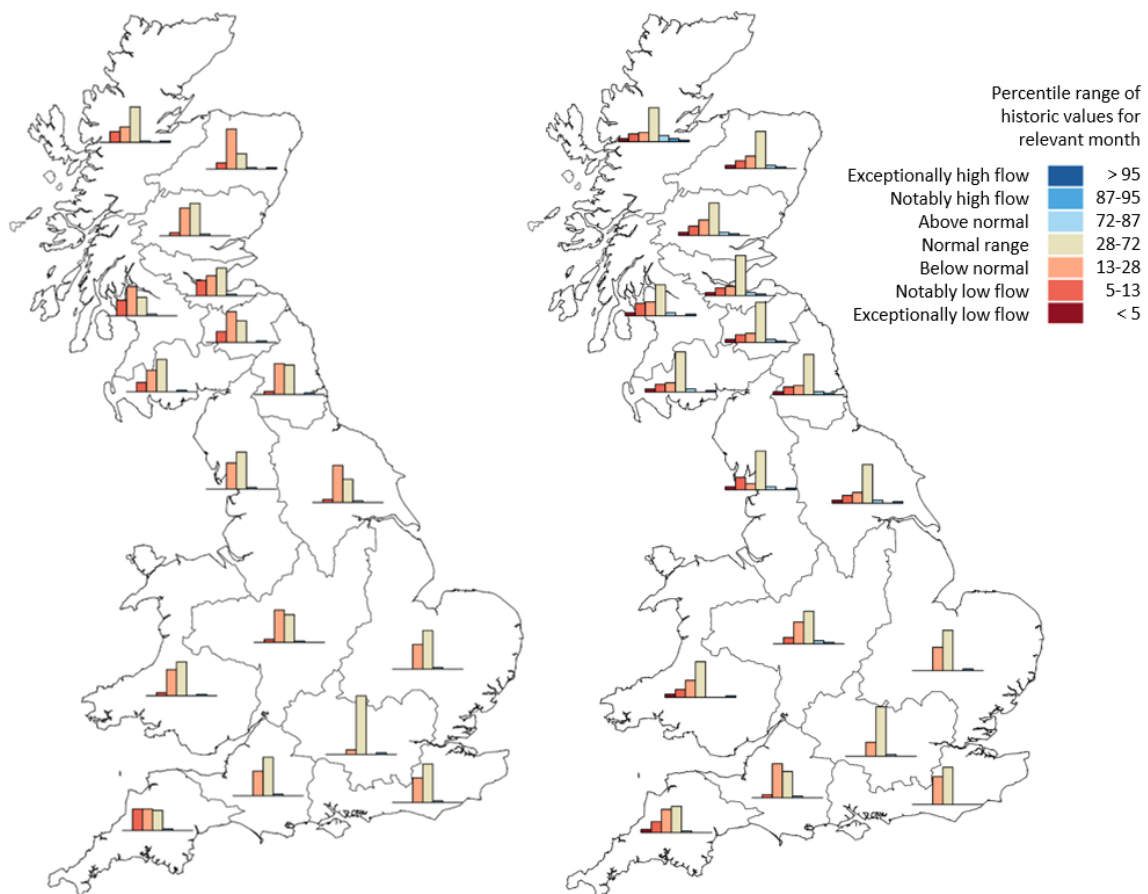 Percentile range of
historic values for
relevant month
Exceptionally high flow > 95
Notably high flow 87-95
Above normal 72-87
Normal range 28-72
Below normal 13-28
Notably low flow 5-13
Exceptionally low flow < 5